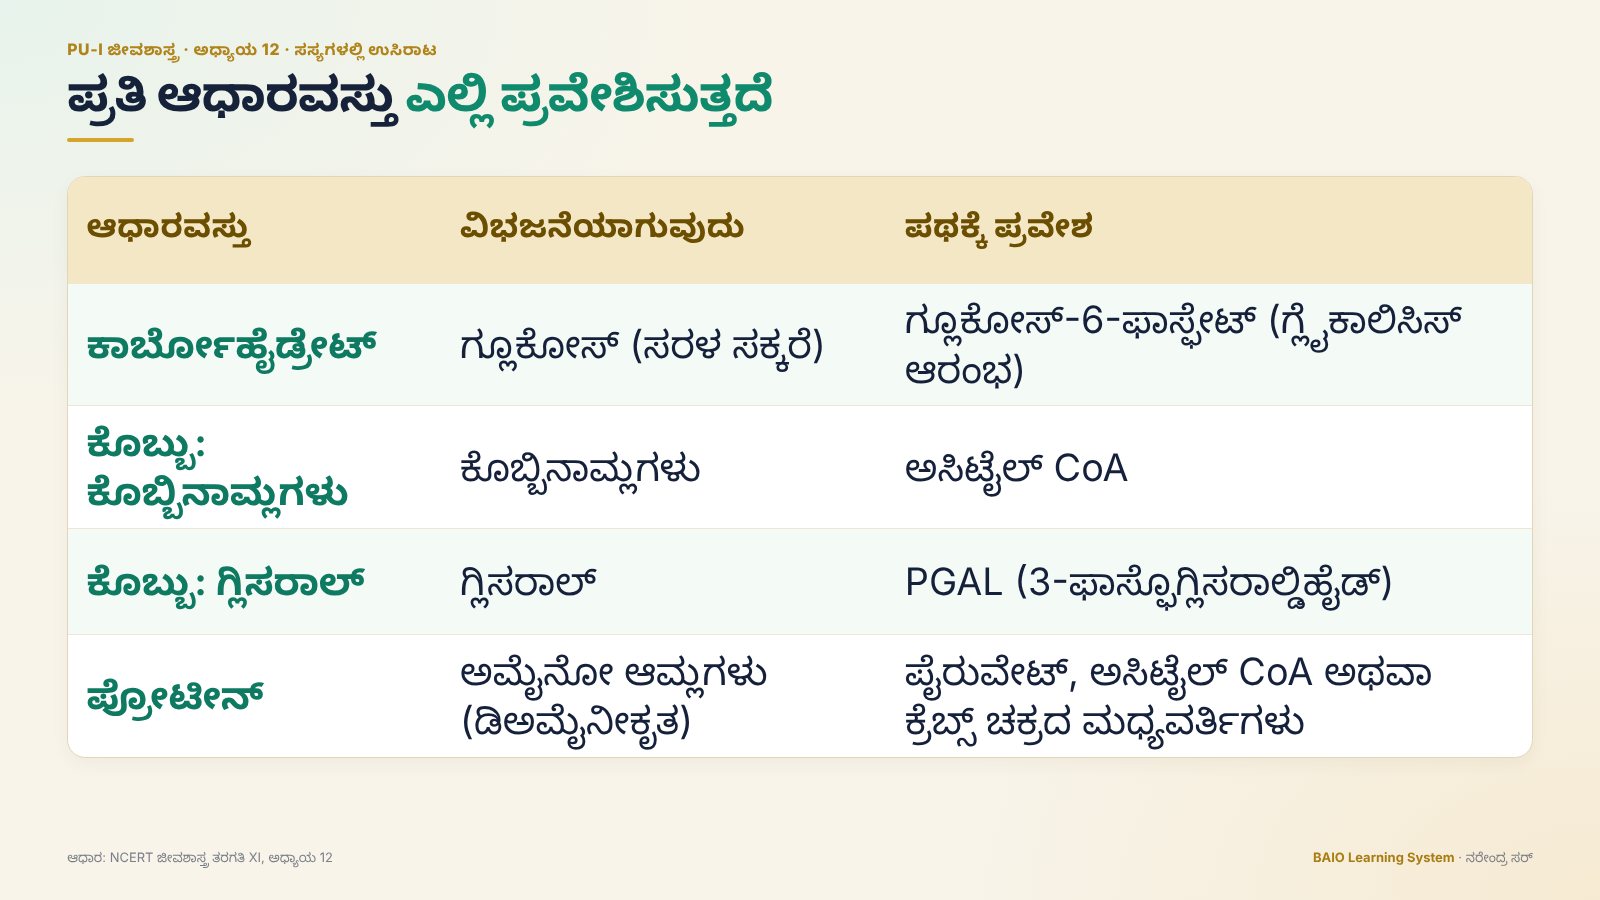 PU-I ಜೀವಶಾಸ್ತ್ರ · ಅಧ್ಯಾಯ 12 · ಸಸ್ಯಗಳಲ್ಲಿ ಉಸಿರಾಟ
ಪ್ರತಿ ಆಧಾರವಸ್ತು ಎಲ್ಲಿ ಪ್ರವೇಶಿಸುತ್ತದೆ
ಆಧಾರವಸ್ತು
ವಿಭಜನೆಯಾಗುವುದು
ಪಥಕ್ಕೆ ಪ್ರವೇಶ
ಕಾರ್ಬೋಹೈಡ್ರೇಟ್
ಗ್ಲೂಕೋಸ್ (ಸರಳ ಸಕ್ಕರೆ)
ಗ್ಲೂಕೋಸ್-6-ಫಾಸ್ಫೇಟ್ (ಗ್ಲೈಕಾಲಿಸಿಸ್
ಆರಂಭ)
ಕೊಬ್ಬು:
ಕೊಬ್ಬಿನಾಮ್ಲಗಳು
ಕೊಬ್ಬಿನಾಮ್ಲಗಳು
ಅಸಿಟೈಲ್ CoA
ಕೊಬ್ಬು: ಗ್ಲಿಸರಾಲ್
ಗ್ಲಿಸರಾಲ್
PGAL (3-ಫಾಸ್ಫೊಗ್ಲಿಸರಾಲ್ಡಿಹೈಡ್)
ಪ್ರೋಟೀನ್
ಅಮೈನೋ ಆಮ್ಲಗಳು
(ಡಿಅಮೈನೀಕೃತ)
ಪೈರುವೇಟ್, ಅಸಿಟೈಲ್ CoA ಅಥವಾ
ಕ್ರೆಬ್ಸ್ ಚಕ್ರದ ಮಧ್ಯವರ್ತಿಗಳು
ಆಧಾರ: NCERT ಜೀವಶಾಸ್ತ್ರ ತರಗತಿ XI, ಅಧ್ಯಾಯ 12
BAIO Learning System · ನರೇಂದ್ರ ಸರ್